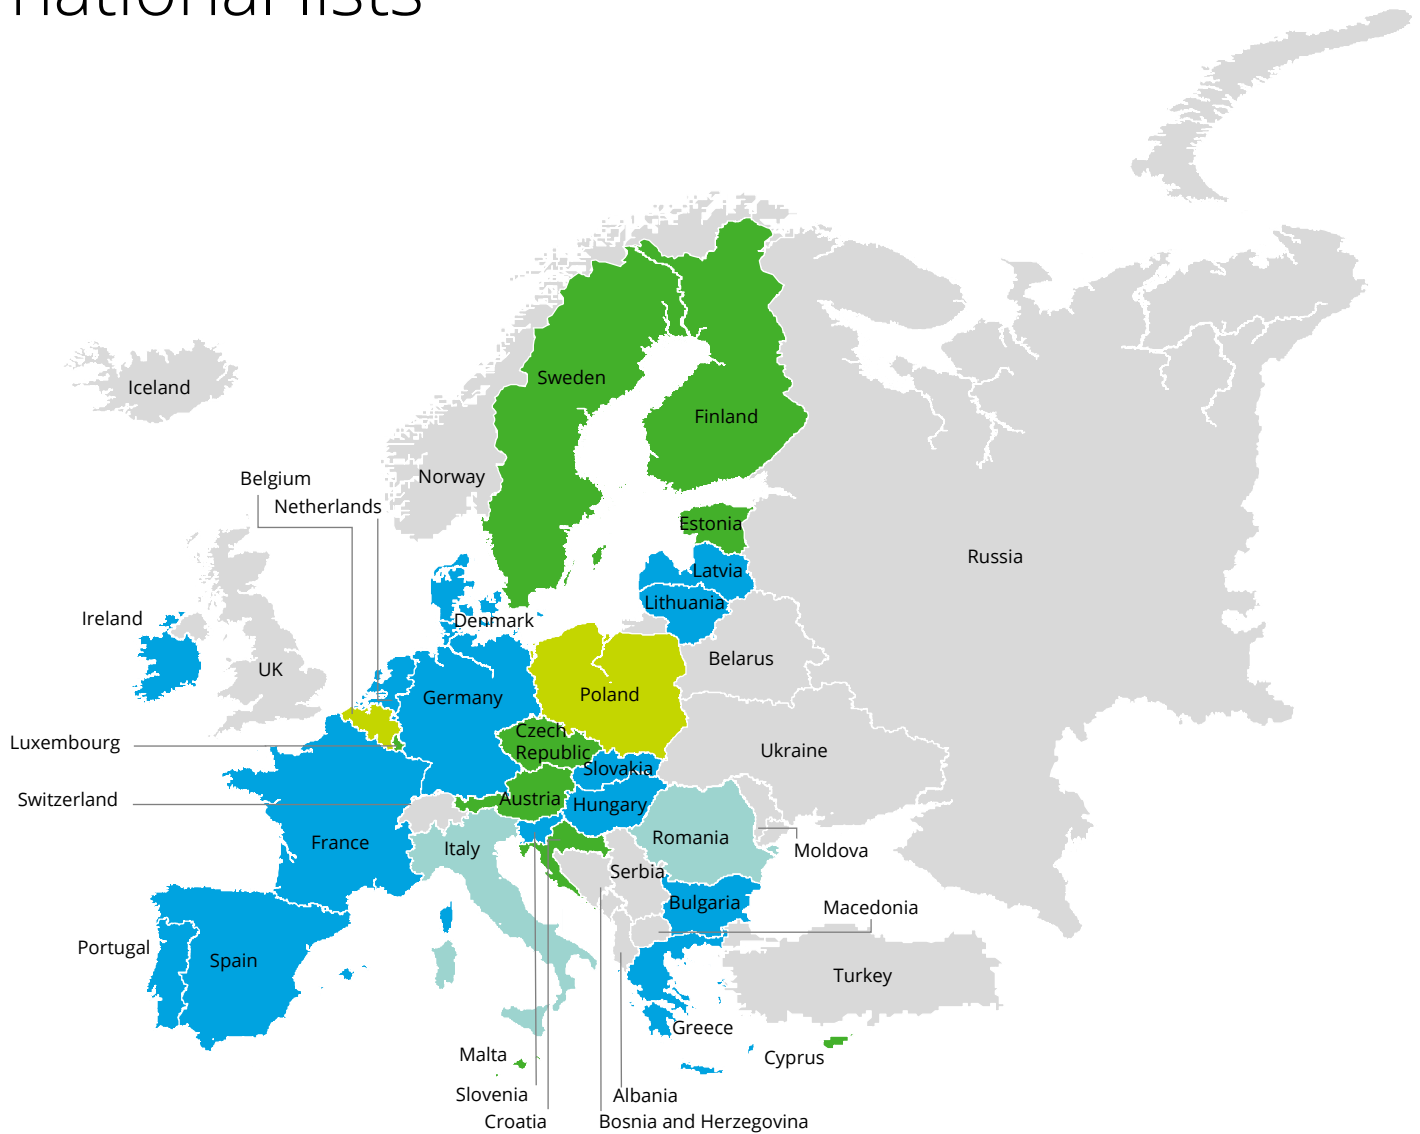 national lists
Iceland
Sweden
Finland
Norway
Belgium
Netherlands
Estonia
Russia
Latvia
Lithuania
Ireland
Denmark
UK
Belarus
Germany
Poland
Czech
Republic
Luxembourg
Ukraine
Slovakia
Switzerland
Austria
Hungary
France
Italy
Romania
Moldova
Serbia
Bulgaria
Macedonia
Portugal
Spain
Turkey
Greece
Malta
Cyprus
Slovenia
Albania
Croatia
Bosnia and Herzegovina